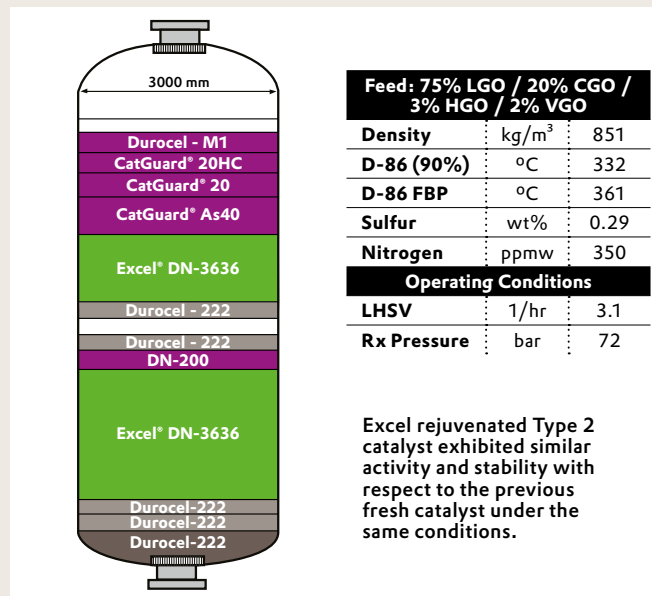 3000 mm
Durocel - M1
CatGuard® 20HC
CatGuard® 20
CatGuard® As40
Excel® DN-3636
Durocel - 222
Durocel - 222
DN-200
Excel® DN-3636
Durocel-222
Durocel-222
Durocel-222
Feed: 75% LGO / 20% CGO /
3% HGO / 2% VGO
Density kg/m³ 851
D-86 (90%) ºC 332
D-86 FBP ºC 361
Sulfur wt% 0.29
Nitrogen ppmw 350
Operating Conditions
LHSV 1/hr 3.1
Rx Pressure bar 72
Excel rejuvenated Type 2
catalyst exhibited similar
activity and stability with
respect to the previous
fresh catalyst under the
same conditions.